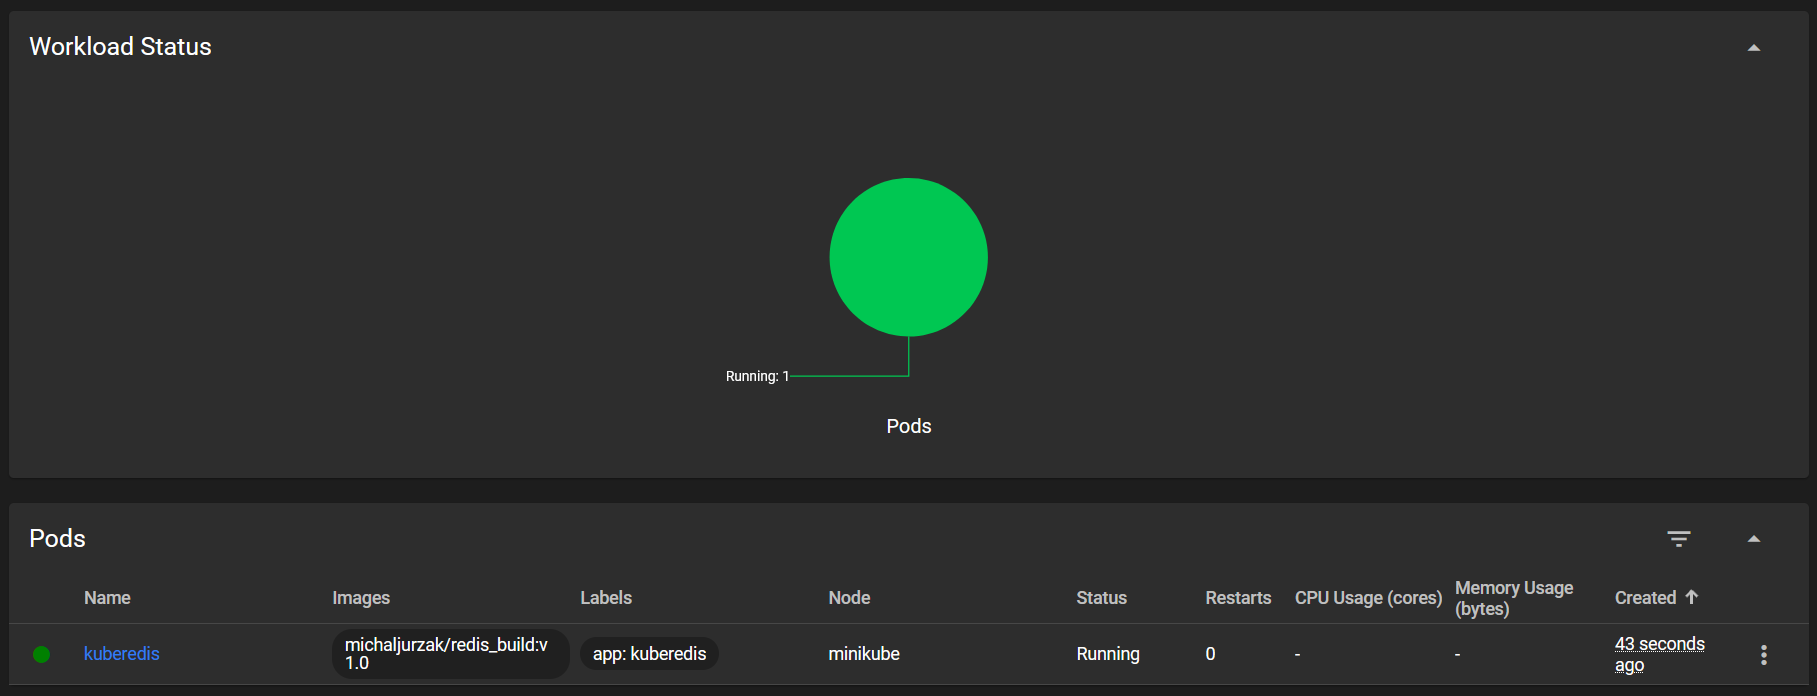 Workload Status
Running: 1
Pods
Pods
Name Images Labels Node Status Restarts CPU Usage (cores) Memory Usage (bytes) Created
kuberedis michaljurzak/redis_build:v1.0 app: kuberedis minikube Running 0 - - 43 seconds ago